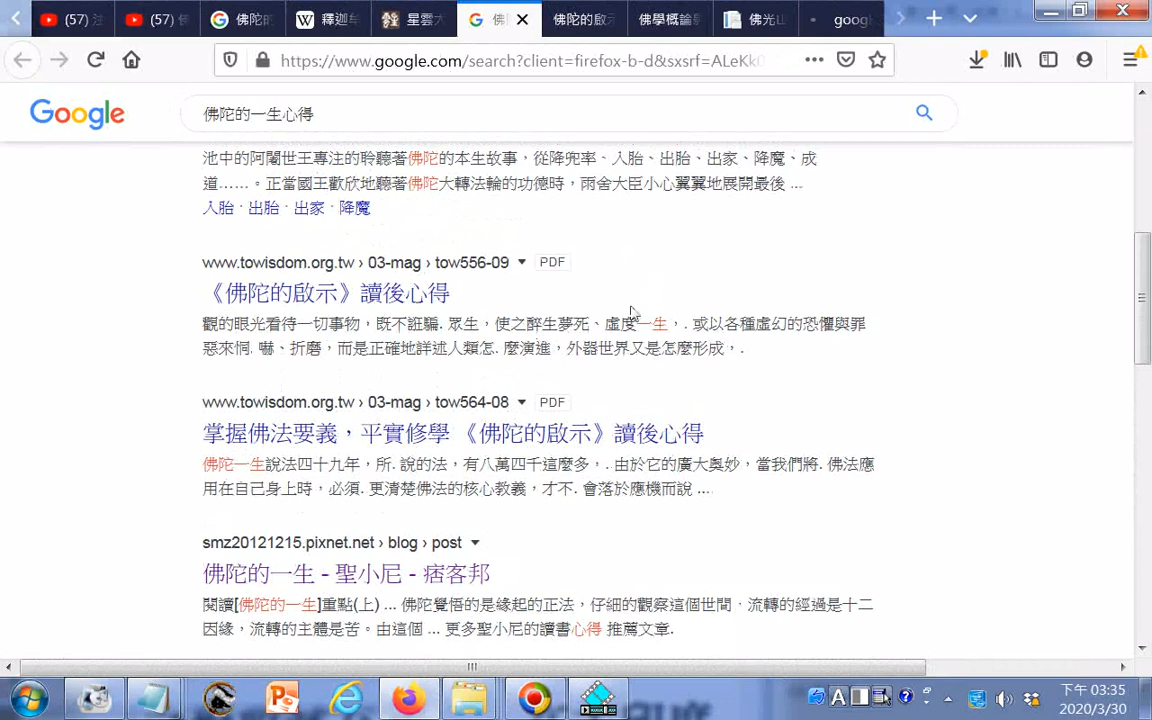 (57) 法
(57) 佛
佛陀的
釋迦牟
星雲大
佛
佛陀的啟示
佛學概論
佛光山
goog
https://www.google.com/search?client=firefox-b-d&sxsrf=ALeKk0
Google
佛陀的一生心得
池中的阿闍世王專注的聆聽著佛陀的本生故事，從降兜率、入胎、出胎、出家、降魔、成
道……。正當國王歡欣地聽著佛陀大轉法輪的功德時，雨舍大臣小心翼翼地展開最後 ...
入胎 · 出胎 · 出家 · 降魔
www.towisdom.org.tw › 03-mag › tow556-09 PDF
《佛陀的啟示》讀後心得
觀的眼光看待一切事物，既不誑騙. 眾生，使之醉生夢死、虛度一生，. 或以各種虛幻的恐懼與罪
惡來恫. 嚇、折磨，而是正確地詳述人類怎. 麼演進，外器世界又是怎麼形成，.
www.towisdom.org.tw › 03-mag › tow564-08 PDF
掌握佛法要義，平實修學 《佛陀的啟示》讀後心得
佛陀一生說法四十九年，所. 說的法，有八萬四千這麼多，. 由於它的廣大奧妙，當我們將. 佛法應
用在自己身上時，必須. 更清楚佛法的核心教義，才不. 會落於應機而說 ...
smz20121215.pixnet.net › blog › post
佛陀的一生 - 聖小尼 - 痞客邦
閱讀[佛陀的一生]重點(上) ... 佛陀覺悟的是緣起的正法，仔細的觀察這個世間，流轉的經過是十二
因緣，流轉的主體是苦。由這個 ... 更多聖小尼的讀書心得 推薦文章.
A
下午 03:35
2020/3/30